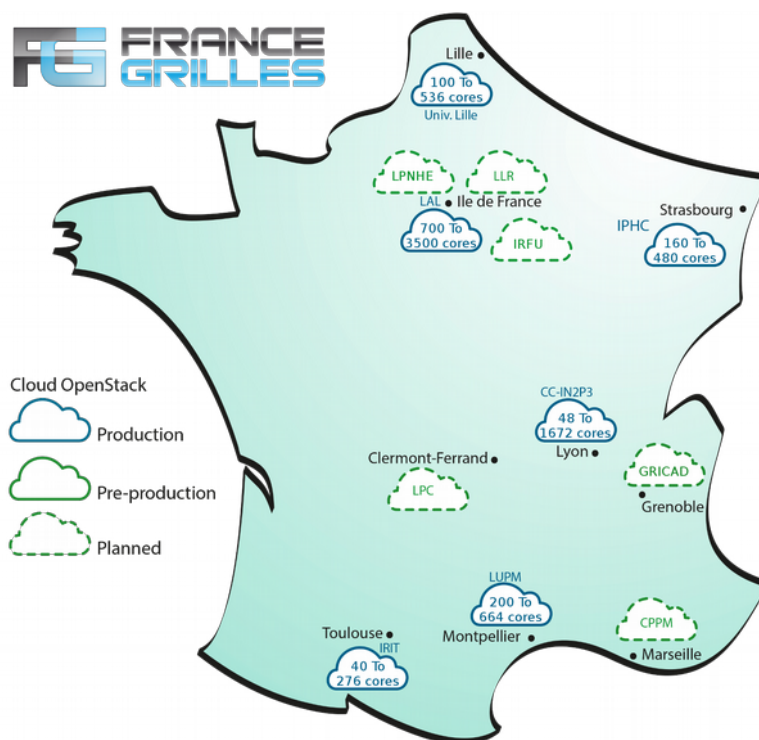 FG FRANCE
GRILLES
Lille
100 To
536 cores
Univ. Lille
LPNHE
LLR
LAL
Ile de France
700 To
3500 cores
IRFU
Strasbourg
IPHC
160 To
480 cores
Cloud OpenStack
Production
Pre-production
Planned
CC-IN2P3
48 To
1672 cores
Lyon
Clermont-Ferrand
LPC
GRICAD
Grenoble
LUPM
200 To
664 cores
Montpellier
CPPM
Marseille
Toulouse
IRIT
40 To
276 cores